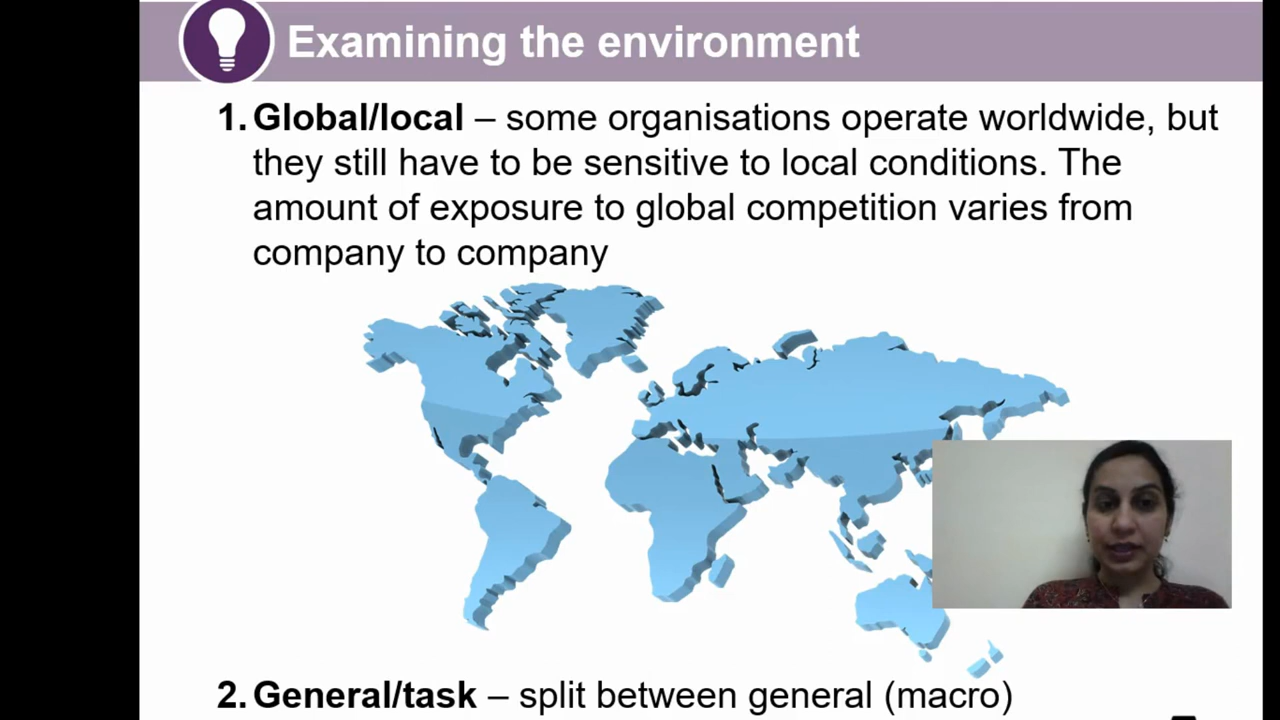 Examining the environment
1. Global/local – some organisations operate worldwide, but
they still have to be sensitive to local conditions. The
amount of exposure to global competition varies from
company to company
2. General/task – split between general (macro)